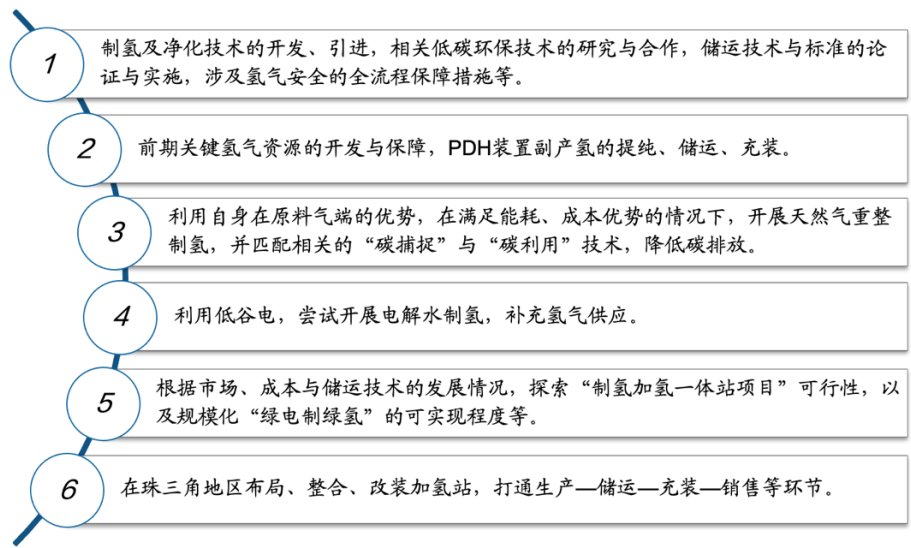 1
制氢及净化技术的开发、引进，相关低碳环保技术的研究与合作，储运技术与标准的论
证与实施，涉及氢气安全的全流程保障措施等。
2
前期关键氢气资源的开发与保障，PDH装置副产氢的提纯、储运、充装。
3
利用自身在原料气端的优势，在满足能耗、成本优势的情况下，开展天然气重整
制氢，并匹配相关的“碳捕捉”与“碳利用”技术，降低碳排放。
4
利用低谷电，尝试开展电解水制氢，补充氢气供应。
5
根据市场、成本与储运技术的发展情况，探索“制氢加氢一体站项目”可行性，以
及规模化“绿电制绿氢”的可实现程度等。
6
在珠三角地区布局、整合、改装加氢站，打通生产—储运—充装—销售等环节。